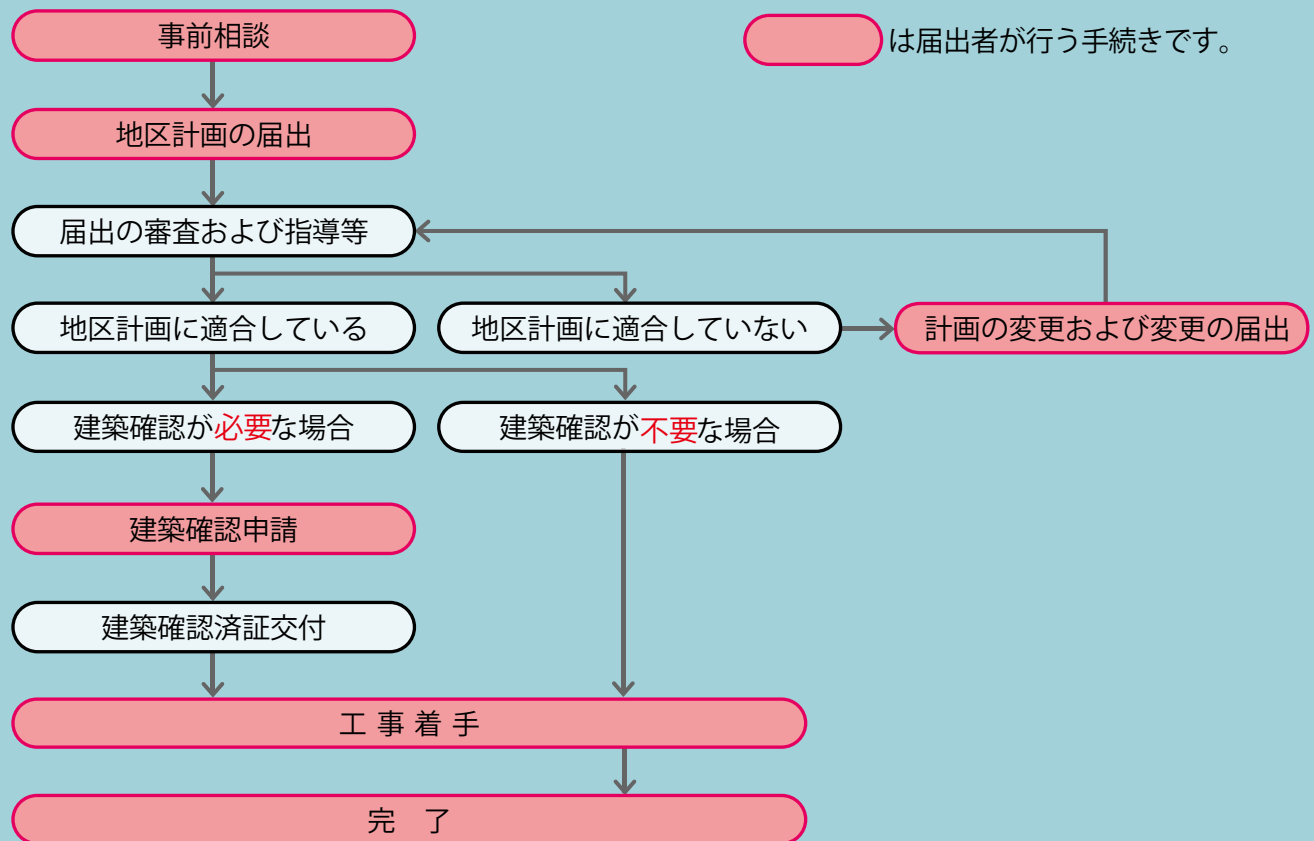 事前相談
は届出者が行う手続きです。
地区計画の届出
届出の審査および指導等
地区計画に適合している
地区計画に適合していない
計画の変更および変更の届出
建築確認が必要な場合
建築確認が不要な場合
建築確認申請
建築確認済証交付
工事着手
完 了